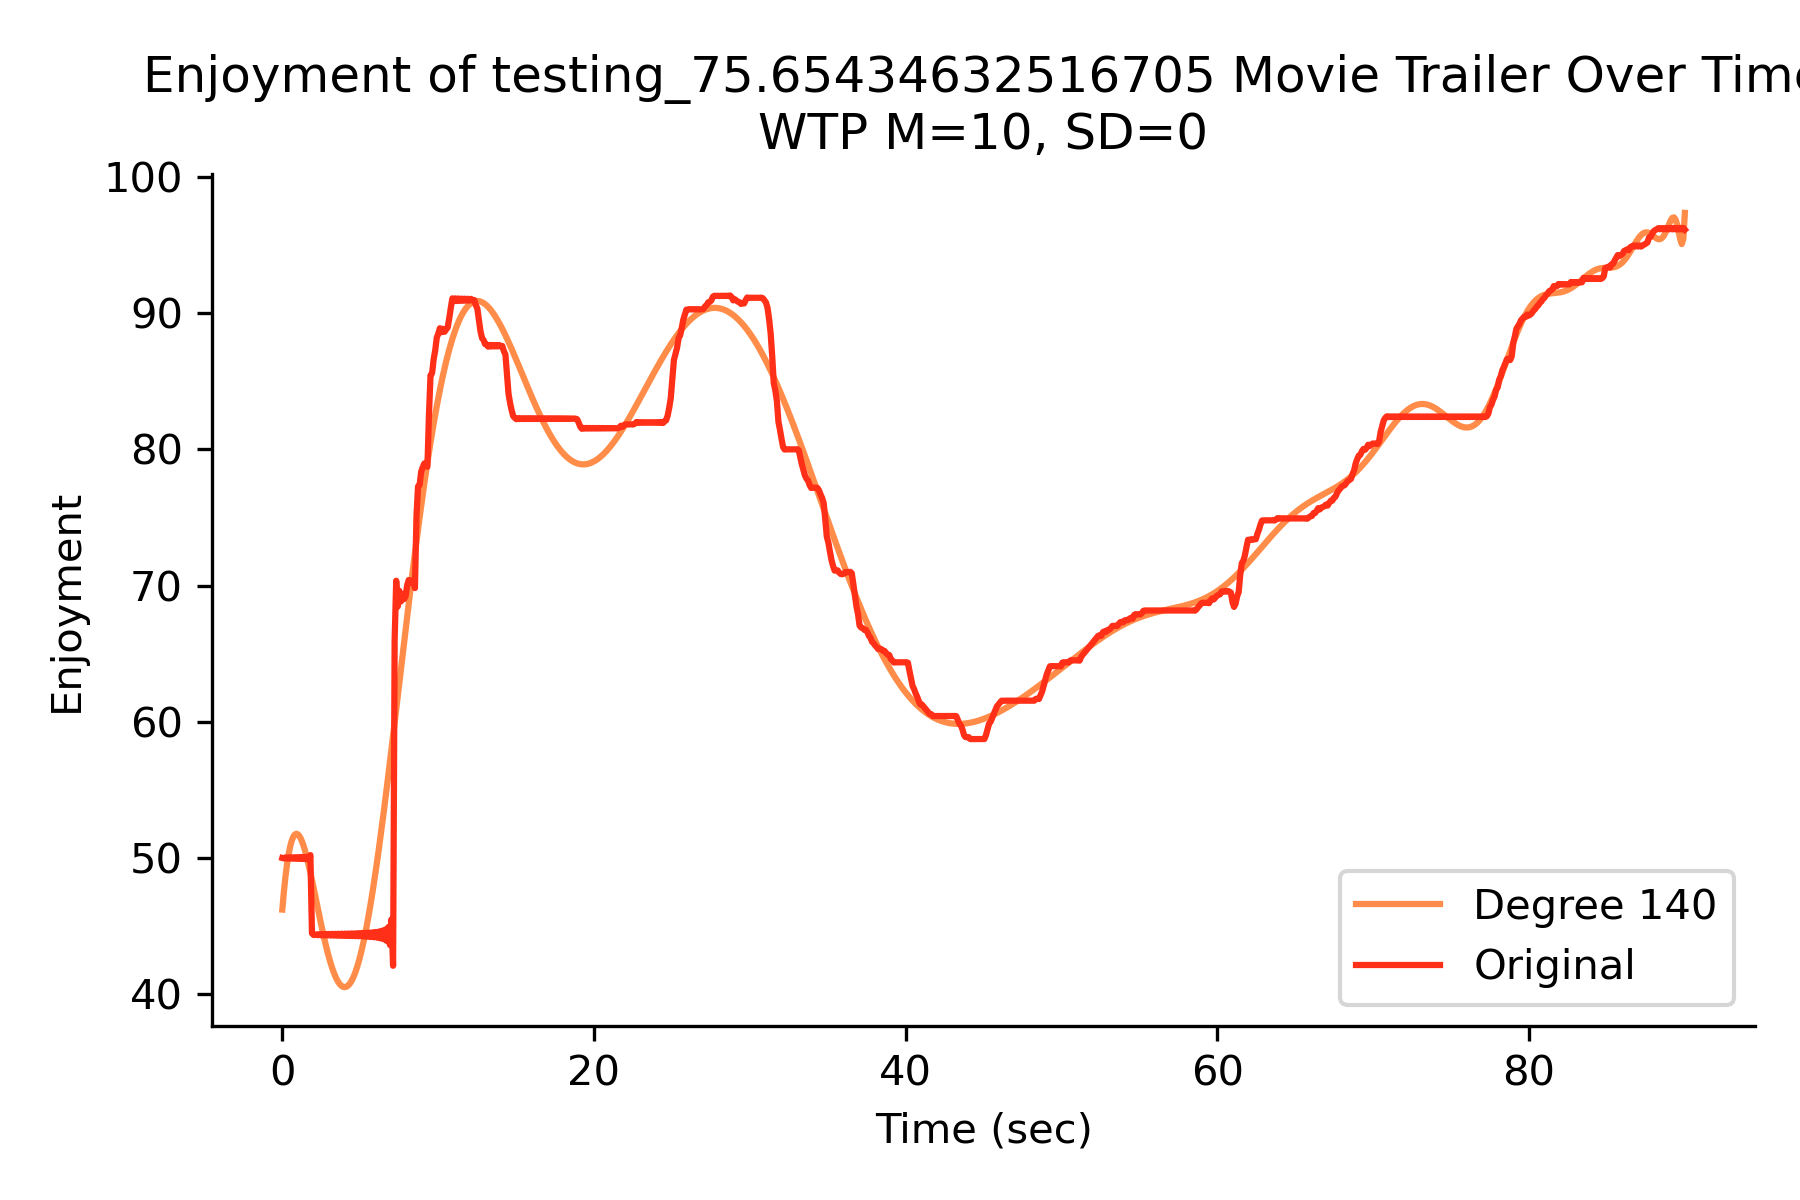 Enjoyment of testing_75.65434632516705 Movie Trailer Over Time
WTP M=10, SD=0
100
90
80
70
60
50
40
Enjoyment
Degree 140
Original
0 20 40 60 80
Time (sec)